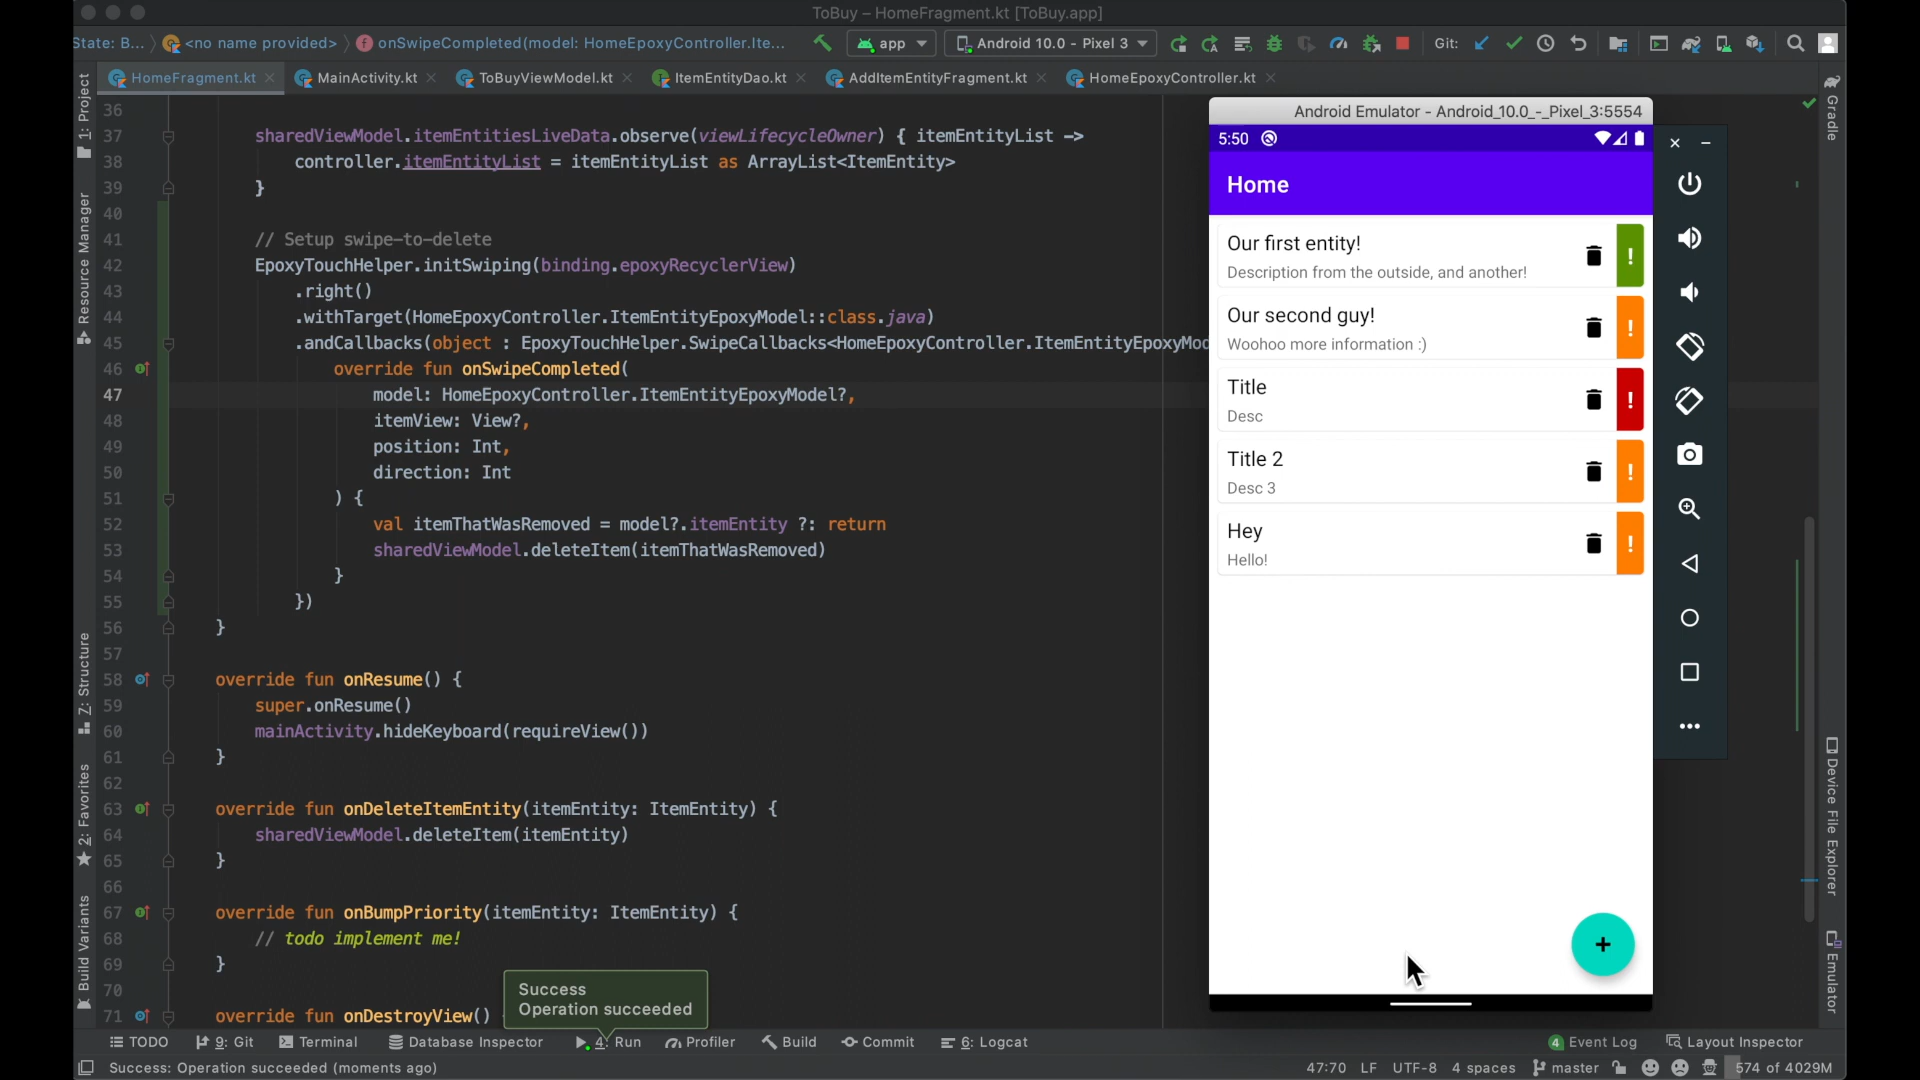 ToBuy – HomeFragment.kt [ToBuy.app]
State: B... <no name provided> onSwipeCompleted(model: HomeEpoxyController.Ite...
app Android 10.0 - Pixel 3 Git:
HomeFragment.kt MainActivity.kt ToBuyViewModel.kt ItemEntityDao.kt AddItemEntityFragment.kt HomeEpoxyController.kt
1: Project
Resource Manager
7: Structure
2: Favorites
Build Variants
36
37 sharedViewModel.itemEntitiesLiveData.observe(viewLifecycleOwner) { itemEntityList ->
38 controller.itemEntityList = itemEntityList as ArrayList<ItemEntity>
39 }
40
41 // Setup swipe-to-delete
42 EpoxyTouchHelper.initSwiping(binding.epoxyRecyclerView)
43 .right()
44 .withTarget(HomeEpoxyController.ItemEntityEpoxyModel::class.java)
45 .andCallbacks(object : EpoxyTouchHelper.SwipeCallbacks<HomeEpoxyController.ItemEntityEpoxyMo
46 override fun onSwipeCompleted(
47 model: HomeEpoxyController.ItemEntityEpoxyModel?,
48 itemView: View?,
49 position: Int,
50 direction: Int
51 ) {
52 val itemThatWasRemoved = model?.itemEntity ?: return
53 sharedViewModel.deleteItem(itemThatWasRemoved)
54 }
55 })
56 }
57
58 override fun onResume() {
59 super.onResume()
60 mainActivity.hideKeyboard(requireView())
61 }
62
63 override fun onDeleteItemEntity(itemEntity: ItemEntity) {
64 sharedViewModel.deleteItem(itemEntity)
65 }
66
67 override fun onBumpPriority(itemEntity: ItemEntity) {
68 // todo implement me!
69 }
70
71 override fun onDestroyView()
Success
Operation succeeded
Android Emulator - Android_10.0_-_Pixel_3:5554
5:50
Home
Our first entity!
Description from the outside, and another!
!
Our second guy!
Woohoo more information :)
!
Title
Desc
!
Title 2
Desc 3
!
Hey
Hello!
!
+
Gradle
Device File Explorer
Emulator
TODO 9: Git Terminal Database Inspector 4: Run Profiler Build Commit 6: Logcat 4 Event Log Layout Inspector
Success: Operation succeeded (moments ago) 47:70 LF UTF-8 4 spaces master 574 of 4029M